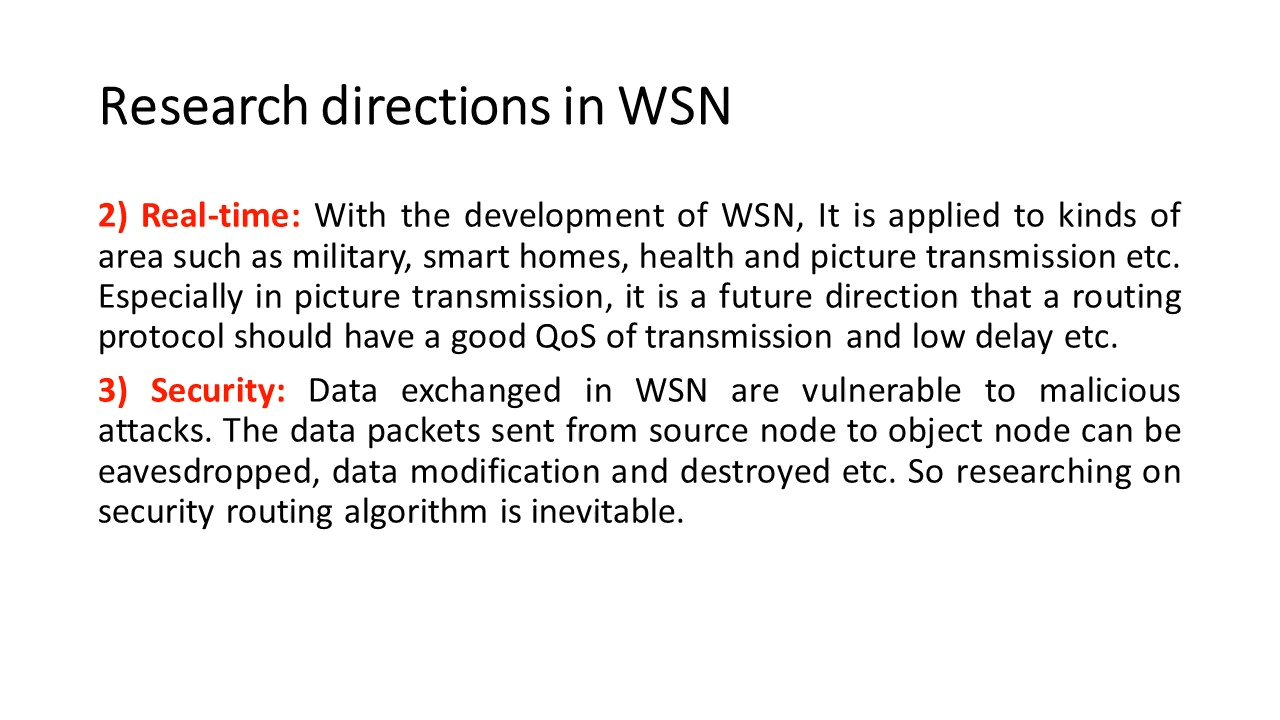 Research directions in WSN
2) Real-time: With the development of WSN, It is applied to kinds of
area such as military, smart homes, health and picture transmission etc.
Especially in picture transmission, it is a future direction that a routing
protocol should have a good QoS of transmission and low delay etc.
3) Security: Data exchanged in WSN are vulnerable to malicious
attacks. The data packets sent from source node to object node can be
eavesdropped, data modification and destroyed etc. So researching on
security routing algorithm is inevitable.